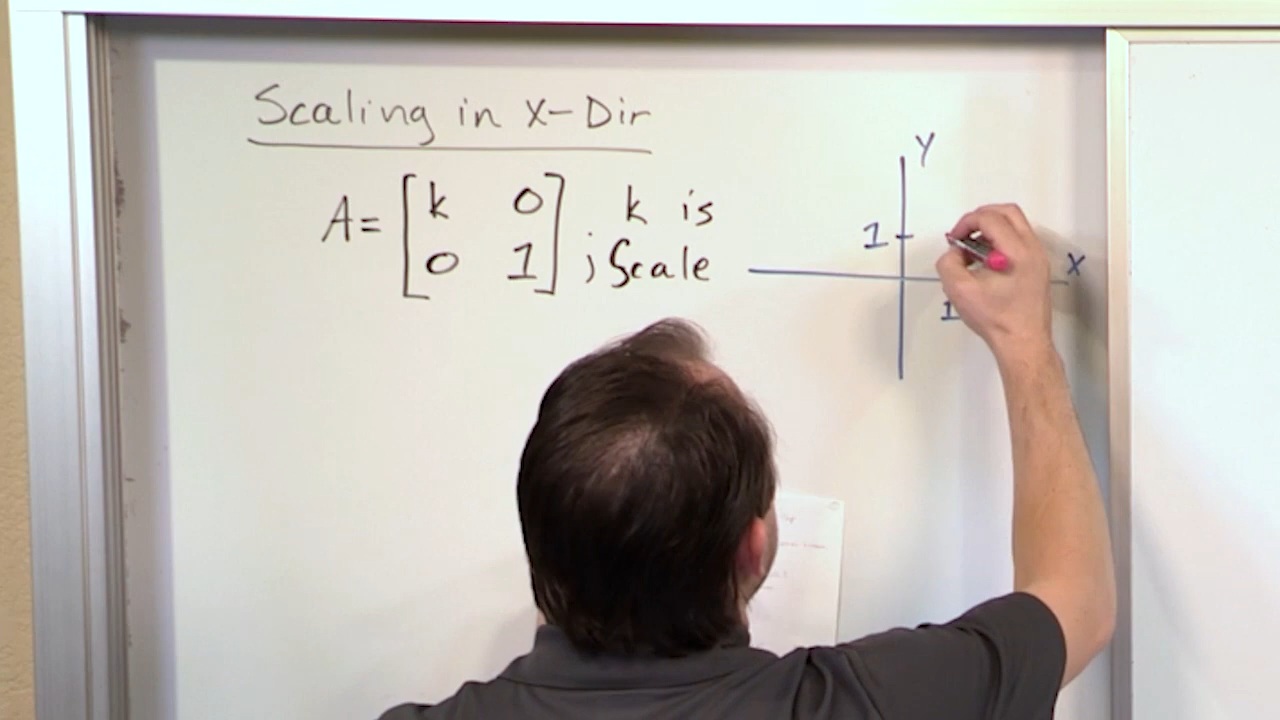 Scaling in X-Dir
A = [ k 0 ] k is
[ 0 1 ] ; Scale
Y
1
X
1